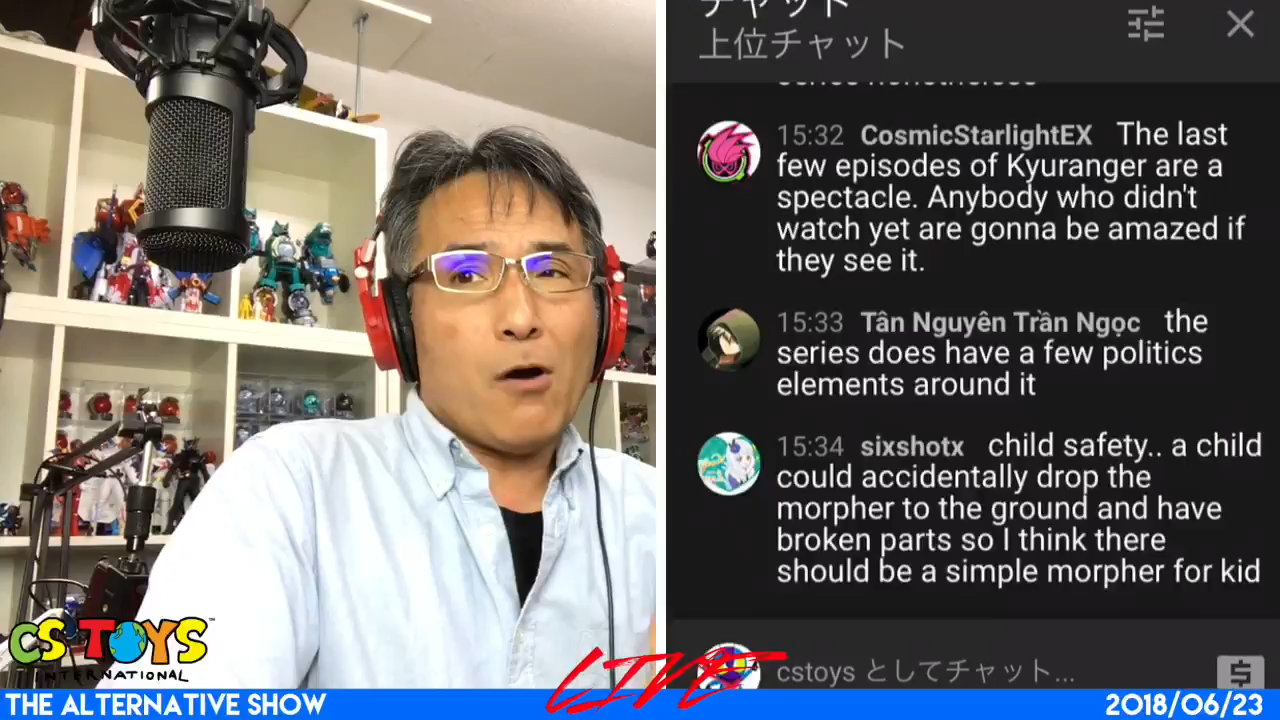 チャット
上位チャット
series nonetheless
15:32 CosmicStarlightEX The last
few episodes of Kyuranger are a
spectacle. Anybody who didn't
watch yet are gonna be amazed if
they see it.
15:33 Tân Nguyên Trần Ngọc the
series does have a few politics
elements around it
15:34 sixshotx child safety.. a child
could accidentally drop the
morpher to the ground and have
broken parts so I think there
should be a simple morpher for kid
cstoys としてチャット...
CS TOYS
INTERNATIONAL
LIVE
THE ALTERNATIVE SHOW
2018/06/23